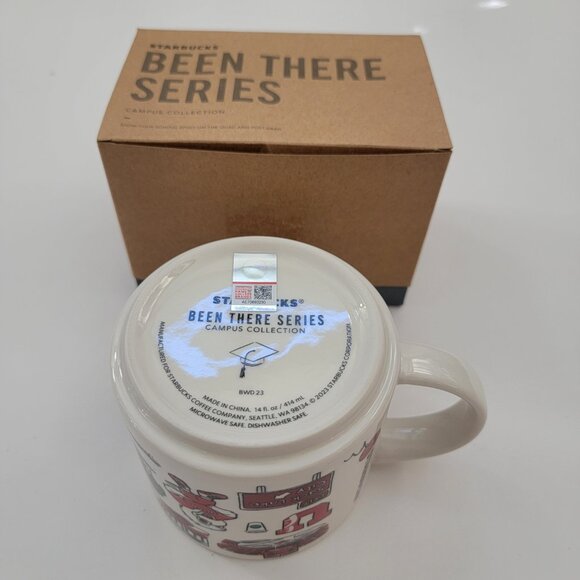 STARBUCKS
BEEN THERE
SERIES
CAMPUS COLLECTION
STARBUCKS®
BEEN THERE SERIES
CAMPUS COLLECTION
BWD 23
MADE IN CHINA. 14 fl. oz / 414 mL
MANUFACTURED FOR STARBUCKS COFFEE COMPANY, SEATTLE, WA 98134 © 2023 STARBUCKS CORPORATION.
MICROWAVE SAFE. DISHWASHER SAFE.